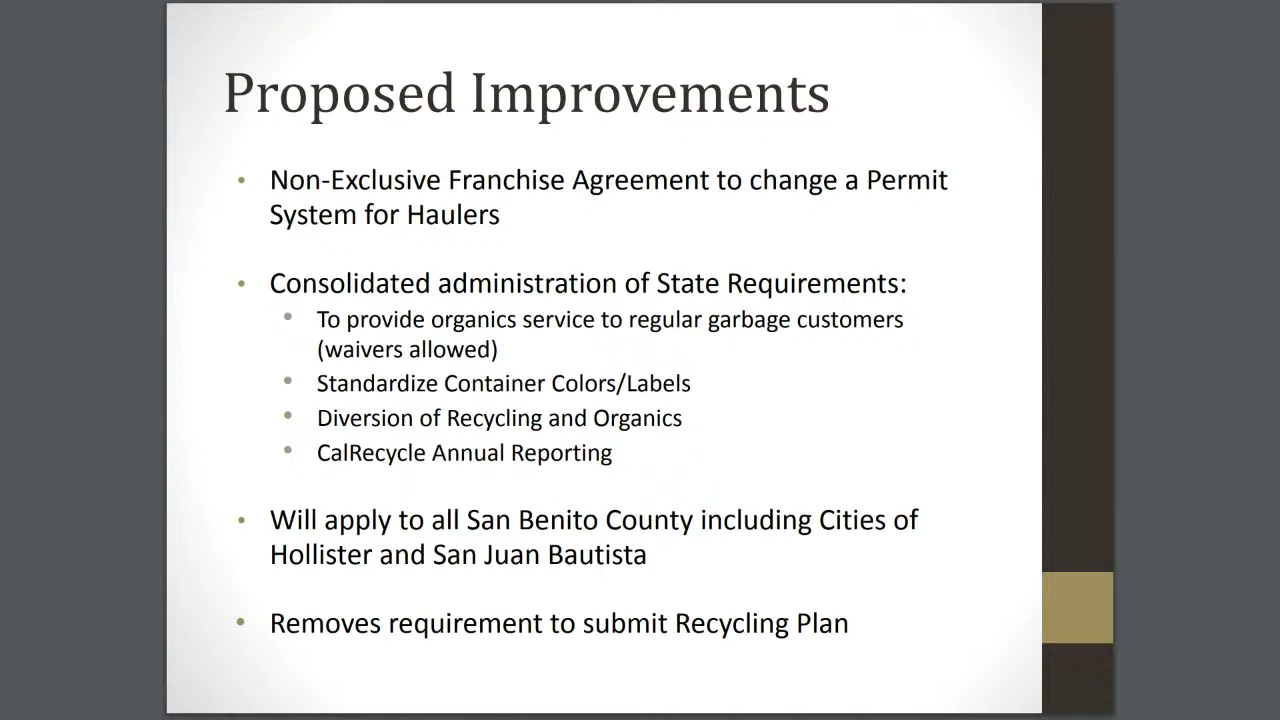 Proposed Improvements
• Non-Exclusive Franchise Agreement to change a Permit
System for Haulers
• Consolidated administration of State Requirements:
• To provide organics service to regular garbage customers
(waivers allowed)
• Standardize Container Colors/Labels
• Diversion of Recycling and Organics
• CalRecycle Annual Reporting
• Will apply to all San Benito County including Cities of
Hollister and San Juan Bautista
• Removes requirement to submit Recycling Plan